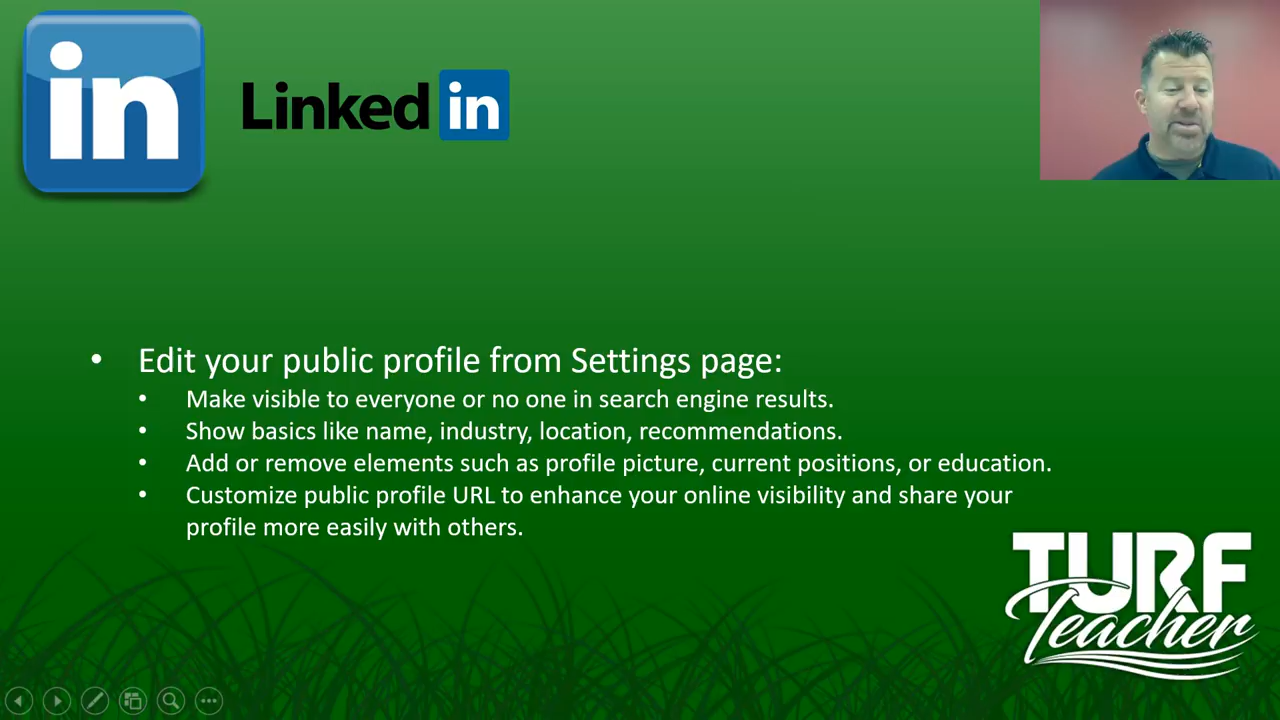 in
Linked in
• Edit your public profile from Settings page:
• Make visible to everyone or no one in search engine results.
• Show basics like name, industry, location, recommendations.
• Add or remove elements such as profile picture, current positions, or education.
• Customize public profile URL to enhance your online visibility and share your
profile more easily with others.
TURF
Teacher